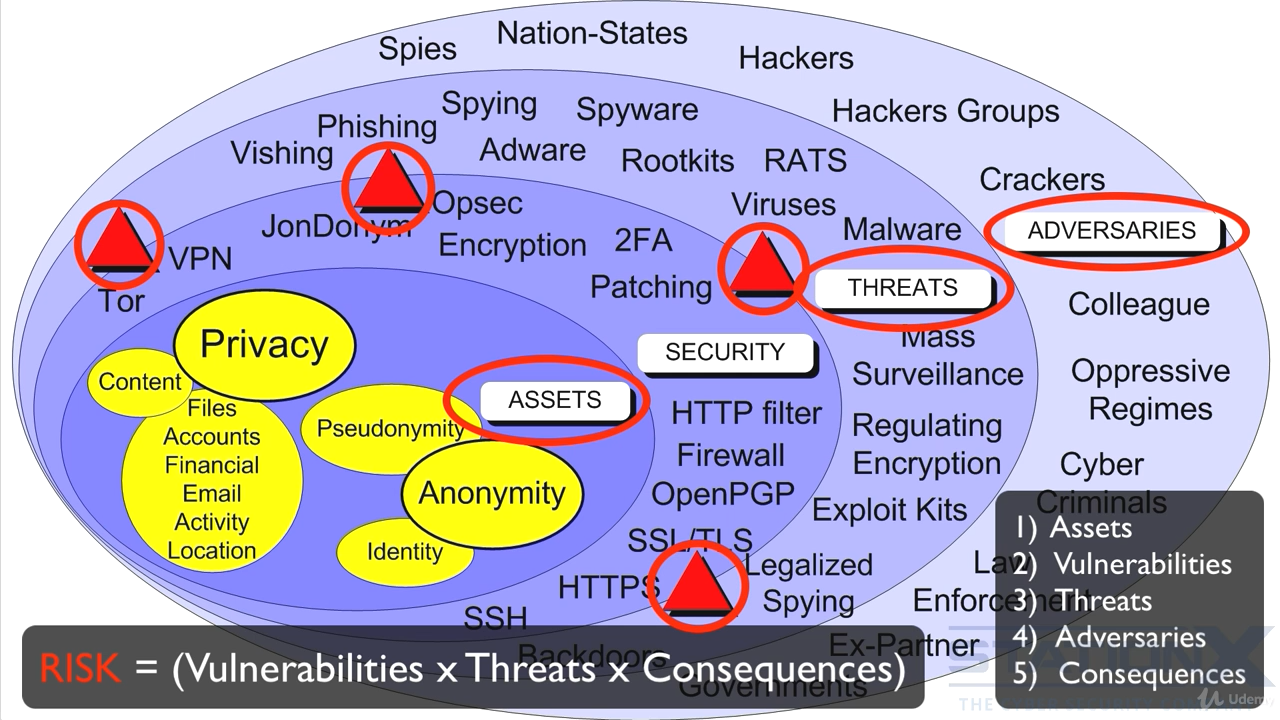 Nation-States
Spies
Hackers
Spying
Spyware
Hackers Groups
Phishing
Vishing
Adware
Rootkits
RATS
Crackers
Viruses
Opsec
JonDonym
Malware
ADVERSARIES
Encryption
2FA
VPN
Patching
THREATS
Tor
Colleague
Privacy
SECURITY
Mass
Surveillance
Content
ASSETS
Oppressive
Regimes
Files
Accounts
Financial
Email
Activity
Location
Pseudonymity
HTTP filter
Regulating
Encryption
Firewall
Cyber
Criminals
Anonymity
OpenPGP
Exploit Kits
Identity
SSL/TLS
Legalized
Spying
Law
Enforcement
HTTPS
SSH
Backdoors
Ex-Partner
Governments
1) Assets
2) Vulnerabilities
3) Threats
4) Adversaries
5) Consequences
RISK = (Vulnerabilities x Threats x Consequences)
STATIONX
Udemy